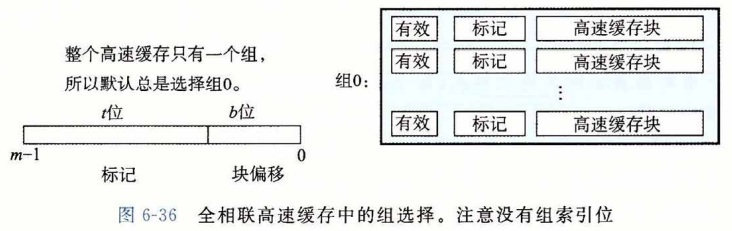 整个高速缓存只有一个组，
所以默认总是选择组0。
t位 b位
m−1 0
标记 块偏移
组0：
有效 标记 高速缓存块
有效 标记 高速缓存块
⋮
有效 标记 高速缓存块
图 6-36 全相联高速缓存中的组选择。注意没有组索引位